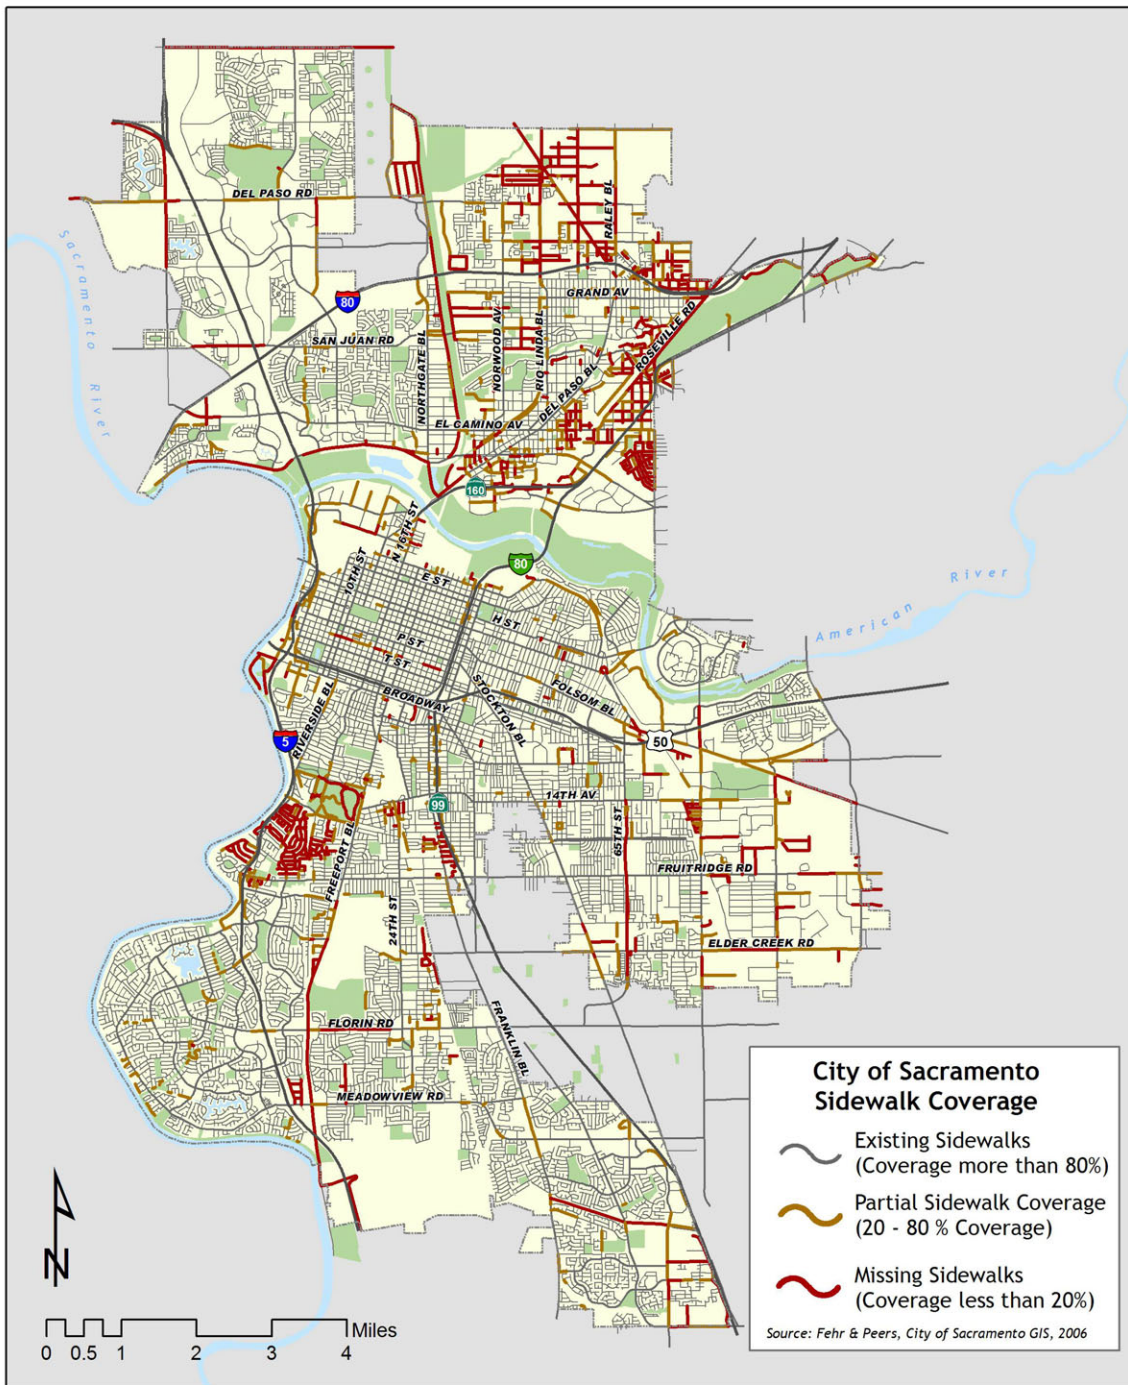 DEL PASO RD
RALEY BL
Sacramento River
80
GRAND AV
SAN JUAN RD
NORTHGATE BL
NORWOOD AV
RIO LINDA BL
DEL PASO BL
ROSEVILLE RD
EL CAMINO AV
160
N 16TH ST
10TH ST
E ST
80
H ST
P ST
T ST
American River
BROADWAY
STOCKTON BL
FOLSOM BL
RIVERSIDE BL
5
50
14TH AV
99
65TH ST
FREEPORT BL
FRUITRIDGE RD
24TH ST
ELDER CREEK RD
FLORIN RD
FRANKLIN BL
MEADOWVIEW RD
City of Sacramento
Sidewalk Coverage
Existing Sidewalks
(Coverage more than 80%)
Partial Sidewalk Coverage
(20 - 80 % Coverage)
Missing Sidewalks
(Coverage less than 20%)
Source: Fehr & Peers, City of Sacramento GIS, 2006
N
Miles
0 0.5 1 2 3 4